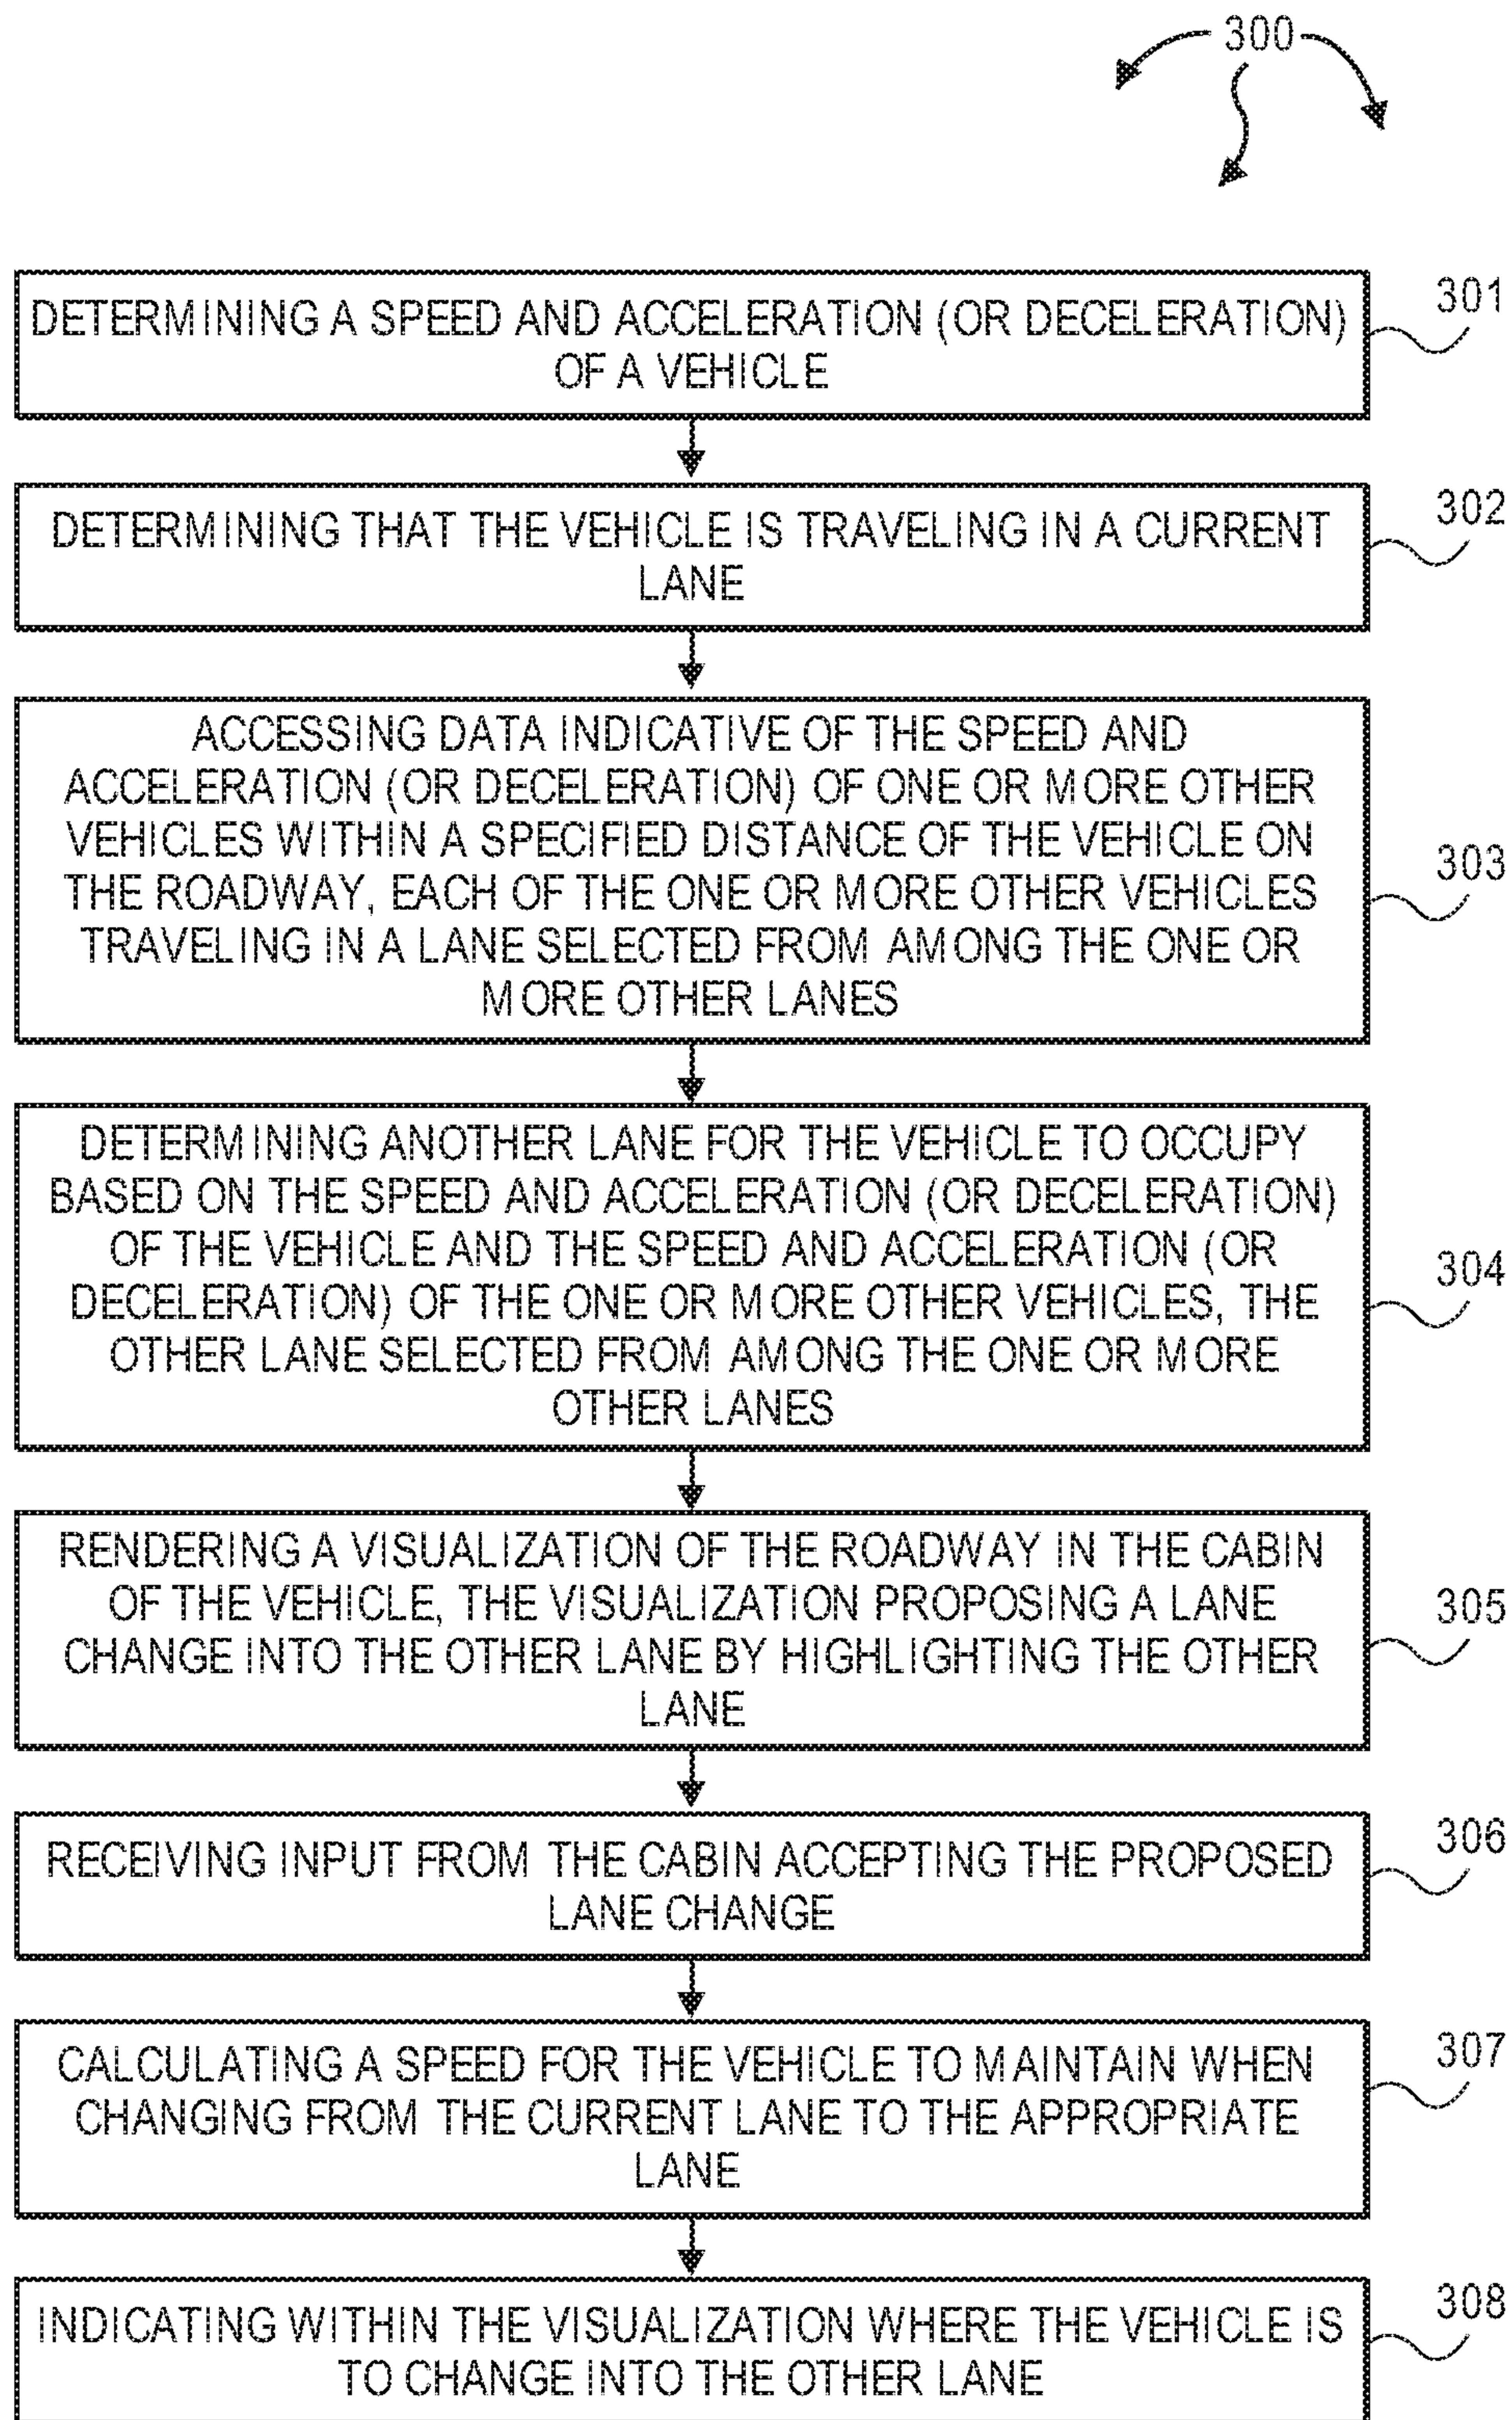 300
DETERMINING A SPEED AND ACCELERATION (OR DECELERATION)
OF A VEHICLE
301
DETERMINING THAT THE VEHICLE IS TRAVELING IN A CURRENT
LANE
302
ACCESSING DATA INDICATIVE OF THE SPEED AND
ACCELERATION (OR DECELERATION) OF ONE OR MORE OTHER
VEHICLES WITHIN A SPECIFIED DISTANCE OF THE VEHICLE ON
THE ROADWAY, EACH OF THE ONE OR MORE OTHER VEHICLES
TRAVELING IN A LANE SELECTED FROM AMONG THE ONE OR
MORE OTHER LANES
303
DETERMINING ANOTHER LANE FOR THE VEHICLE TO OCCUPY
BASED ON THE SPEED AND ACCELERATION (OR DECELERATION)
OF THE VEHICLE AND THE SPEED AND ACCELERATION (OR
DECELERATION) OF THE ONE OR MORE OTHER VEHICLES, THE
OTHER LANE SELECTED FROM AMONG THE ONE OR MORE
OTHER LANES
304
RENDERING A VISUALIZATION OF THE ROADWAY IN THE CABIN
OF THE VEHICLE, THE VISUALIZATION PROPOSING A LANE
CHANGE INTO THE OTHER LANE BY HIGHLIGHTING THE OTHER
LANE
305
RECEIVING INPUT FROM THE CABIN ACCEPTING THE PROPOSED
LANE CHANGE
306
CALCULATING A SPEED FOR THE VEHICLE TO MAINTAIN WHEN
CHANGING FROM THE CURRENT LANE TO THE APPROPRIATE
LANE
307
INDICATING WITHIN THE VISUALIZATION WHERE THE VEHICLE IS
TO CHANGE INTO THE OTHER LANE
308